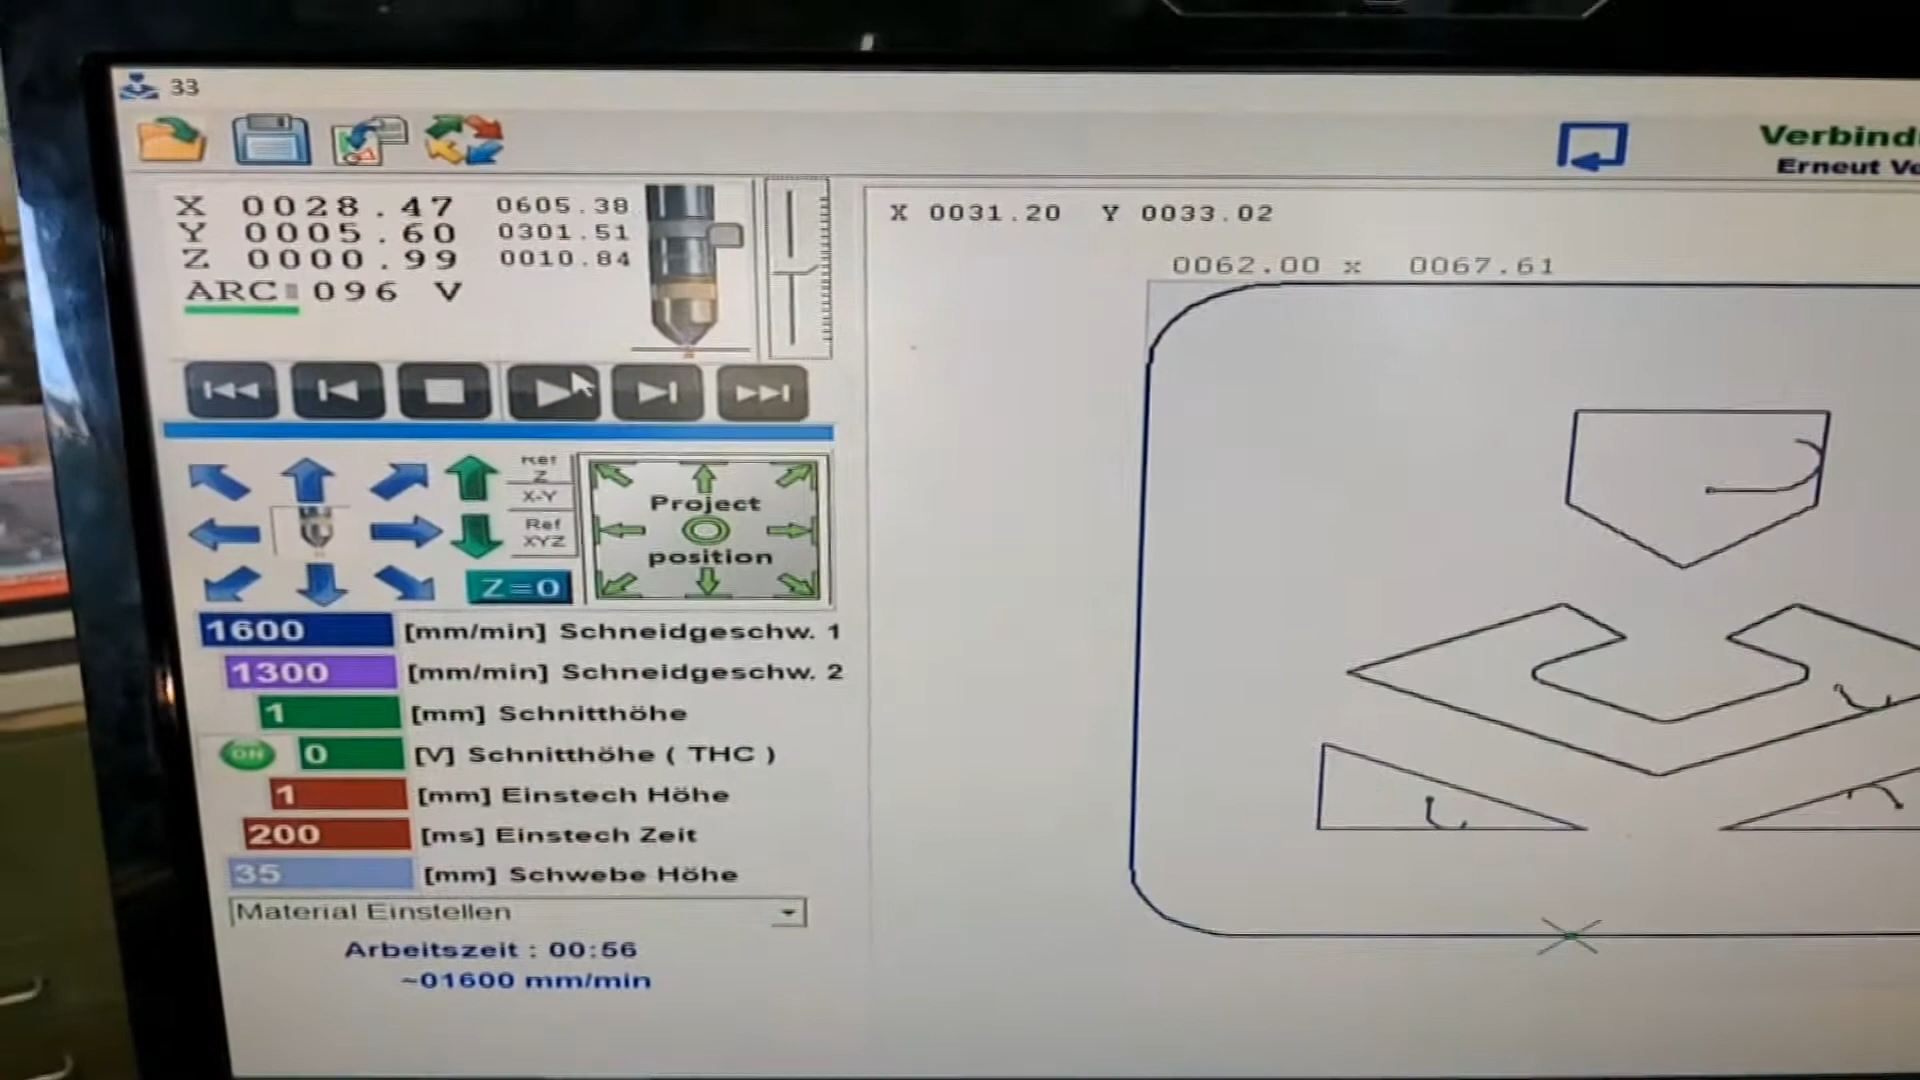 33
Verbind
Erneut Ve
X 0028.47 0605.38
Y 0005.60 0301.51
Z 0000.99 0010.84
ARC 096 V
X 0031.20 Y 0033.02
0062.00 x 0067.61
Ref
Z
X-Y
Ref
XYZ
Z=0
Project
position
1600 [mm/min] Schneidgeschw. 1
1300 [mm/min] Schneidgeschw. 2
1 [mm] Schnitthöhe
ON 0 [V] Schnitthöhe ( THC )
1 [mm] Einstech Höhe
200 [ms] Einstech Zeit
35 [mm] Schwebe Höhe
Material Einstellen
Arbeitszeit : 00:56
~01600 mm/min